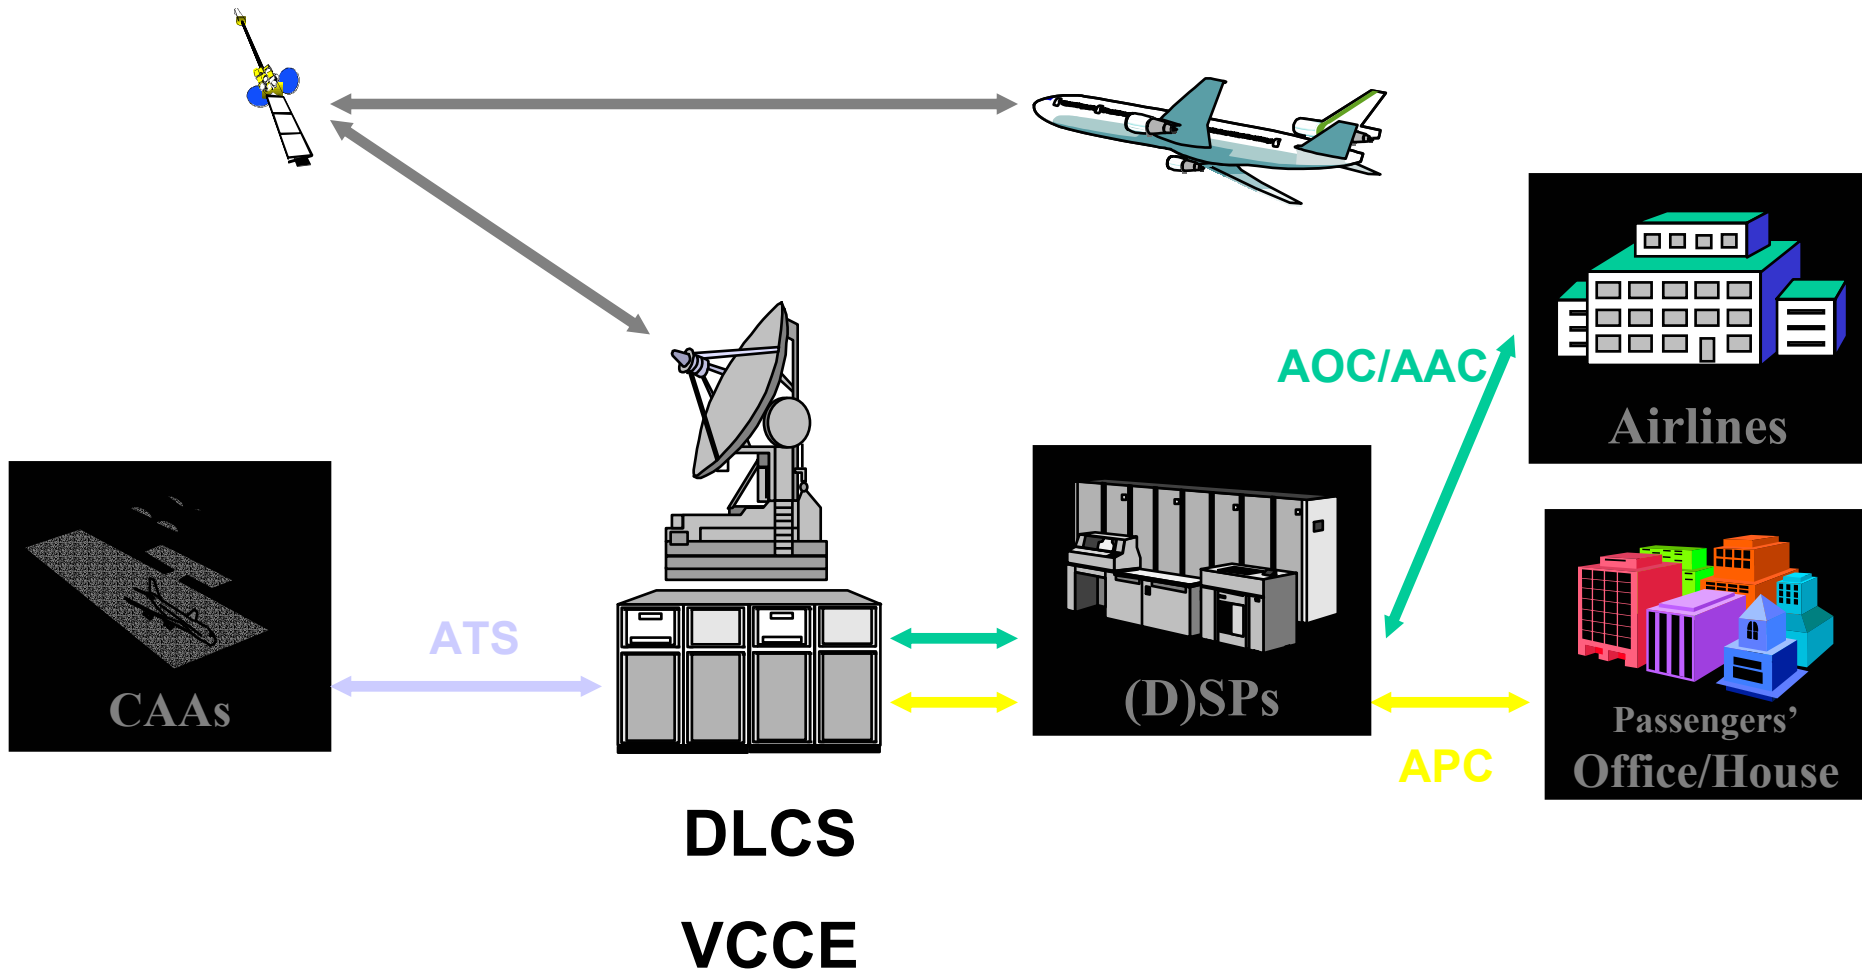 AOC/AAC
Airlines
ATS
CAAs
(D)SPs
Passengers’
Office/House
APC
DLCS
VCCE